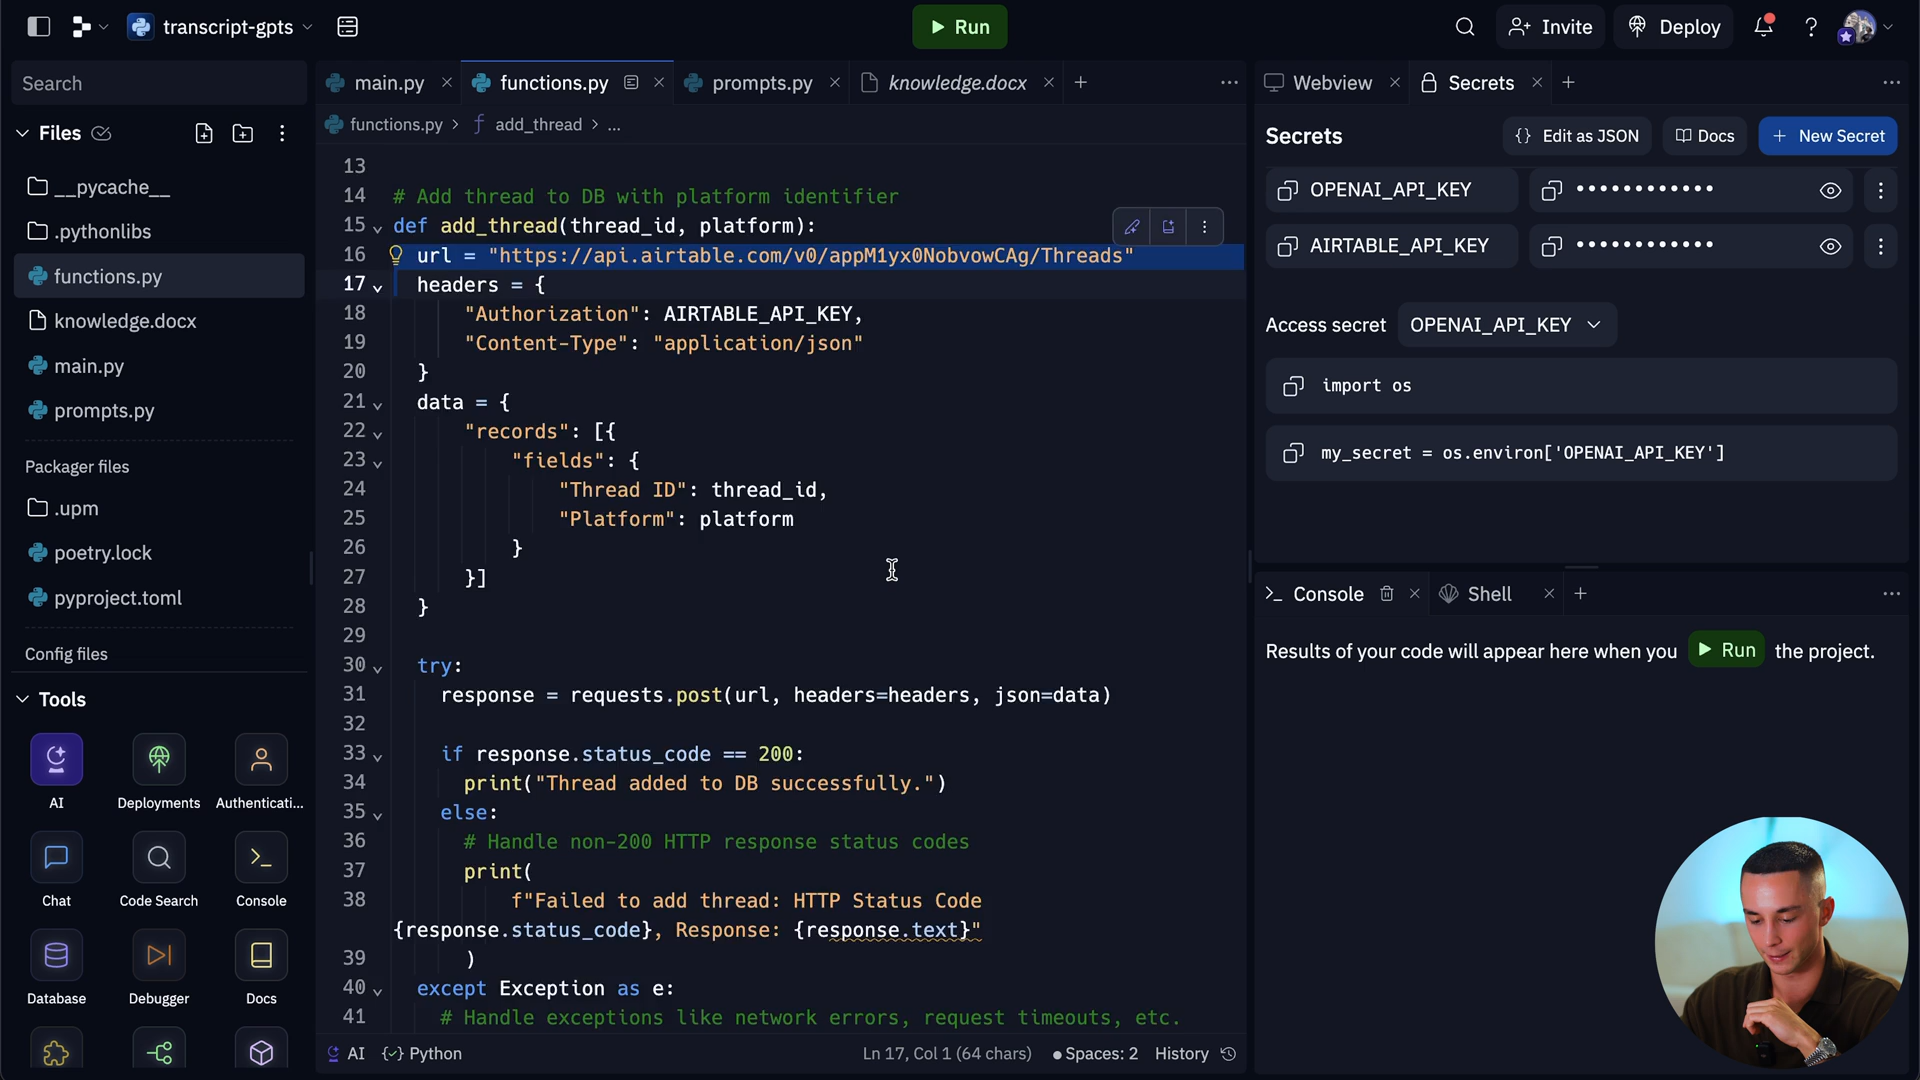 transcript-gpts
Run
Invite
Deploy
Search
Files
__pycache__
.pythonlibs
functions.py
knowledge.docx
main.py
prompts.py
Packager files
.upm
poetry.lock
pyproject.toml
Config files
Tools
AI
Deployments
Authenticati...
Chat
Code Search
Console
Database
Debugger
Docs
main.py
functions.py
prompts.py
knowledge.docx
functions.py > add_thread > ...
13
14 # Add thread to DB with platform identifier
15 def add_thread(thread_id, platform):
16 url = "https://api.airtable.com/v0/appM1yx0NobvowCAg/Threads"
17 headers = {
18 "Authorization": AIRTABLE_API_KEY,
19 "Content-Type": "application/json"
20 }
21 data = {
22 "records": [{
23 "fields": {
24 "Thread ID": thread_id,
25 "Platform": platform
26 }
27 }]
28 }
29
30 try:
31 response = requests.post(url, headers=headers, json=data)
32
33 if response.status_code == 200:
34 print("Thread added to DB successfully.")
35 else:
36 # Handle non-200 HTTP response status codes
37 print(
38 f"Failed to add thread: HTTP Status Code
{response.status_code}, Response: {response.text}"
39 )
40 except Exception as e:
41 # Handle exceptions like network errors, request timeouts, etc.
AI
Python
Ln 17, Col 1 (64 chars)
Spaces: 2
History
Webview
Secrets
Secrets
Edit as JSON
Docs
New Secret
OPENAI_API_KEY
AIRTABLE_API_KEY
Access secret OPENAI_API_KEY
import os
my_secret = os.environ['OPENAI_API_KEY']
Console
Shell
Results of your code will appear here when you Run the project.